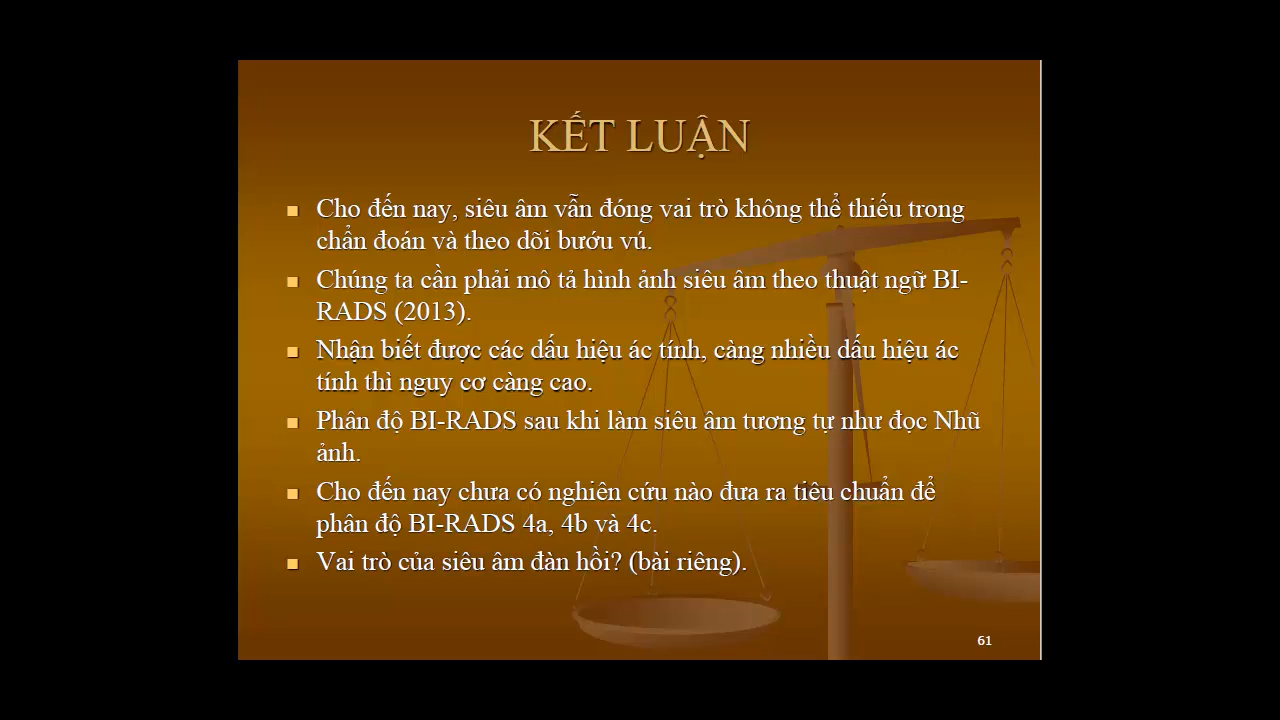 KẾT LUẬN
Cho đến nay, siêu âm vẫn đóng vai trò không thể thiếu trong
chẩn đoán và theo dõi bướu vú.
Chúng ta cần phải mô tả hình ảnh siêu âm theo thuật ngữ BI-
RADS (2013).
Nhận biết được các dấu hiệu ác tính, càng nhiều dấu hiệu ác
tính thì nguy cơ càng cao.
Phân độ BI-RADS sau khi làm siêu âm tương tự như đọc Nhũ
ảnh.
Cho đến nay chưa có nghiên cứu nào đưa ra tiêu chuẩn để
phân độ BI-RADS 4a, 4b và 4c.
Vai trò của siêu âm đàn hồi? (bài riêng).
61